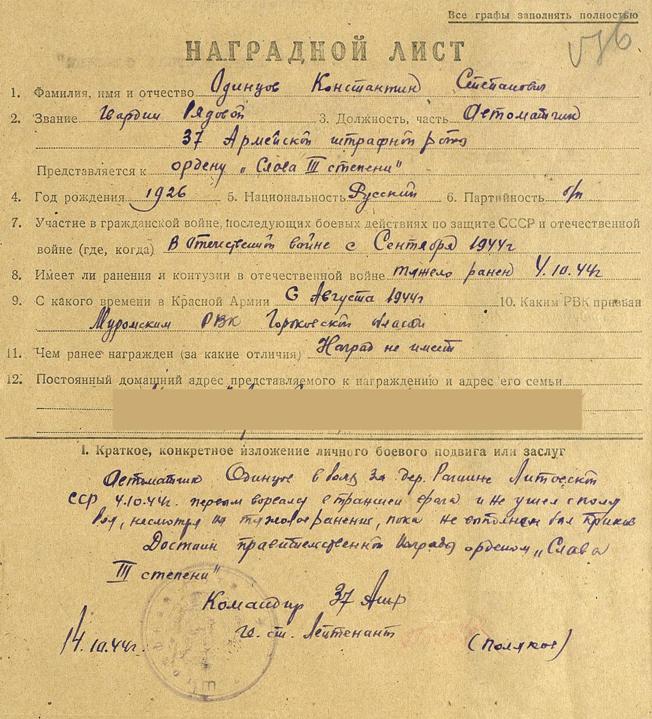 Все графы заполнять полностью
НАГРАДНОЙ ЛИСТ
1. Фамилия, имя и отчество Одинцов Константин Степанович
2. Звание Гвардии Рядовой 3. Должность, часть Автоматчик
37 Армейской штрафной роты
Представляется к ордену „Слава III степени"
4. Год рождения 1926 5. Национальность Русский 6. Партийность б/п
7. Участие в гражданской войне, последующих боевых действиях по защите СССР и отечественной
войне (где, когда) В Отечественной войне с Сентября 1944г
8. Имеет ли ранения и контузии в отечественной войне тяжело ранен 4.10.44г
9. С какого времени в Красной Армии С Августа 1944г 10. Каким РВК призван
Муромским РВК Горьковской области
11. Чем ранее награжден (за какие отличия) Наград не имеет
12. Постоянный домашний адрес представляемого к награждению и адрес его семьи
I. Краткое, конкретное изложение личного боевого подвига или заслуг
Автоматчик Одинцов в бою за дер. Литовской
ССР 4.10.44г. первым ворвался в траншеи врага и не ушел с поля
боя, несмотря на тяжелое ранение, пока не выполнен был приказ
Достоин правительственной награды орденом „Слава
III степени"
Командир 37 Ашр
14.10.44г. гв. ст. Лейтенант (Поляков)